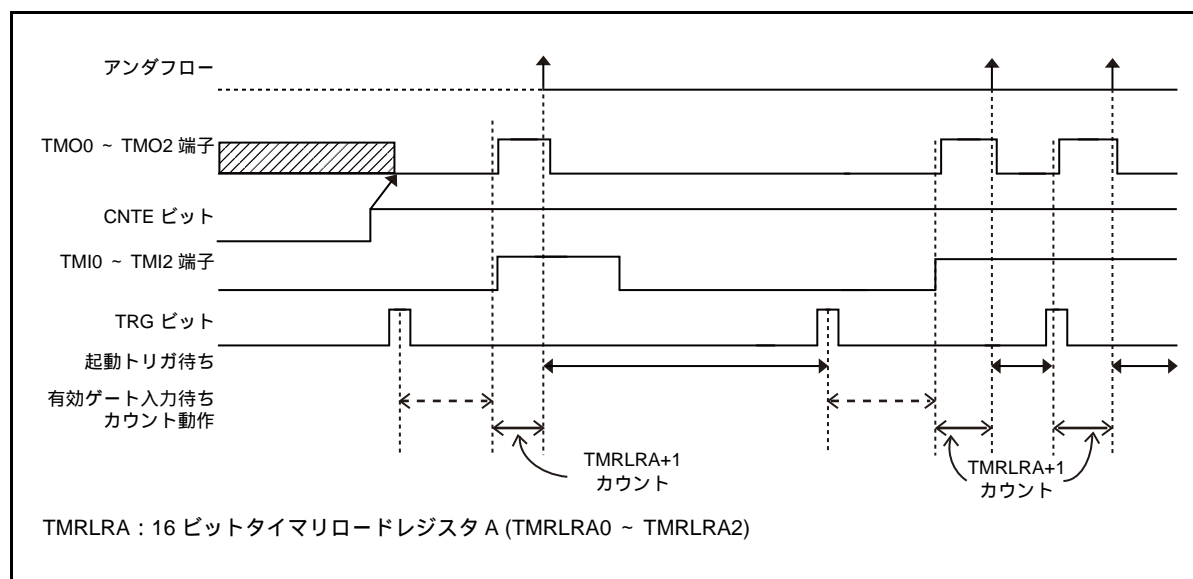 アンダフロー
TMO0 ~ TMO2 端子
CNTE ビット
TMI0 ~ TMI2 端子
TRG ビット
起動トリガ待ち
有効ゲート入力待ち
カウント動作
TMRLRA+1
カウント
TMRLRA+1
カウント
TMRLRA : 16 ビットタイマリロードレジスタ A (TMRLRA0 ~ TMRLRA2)